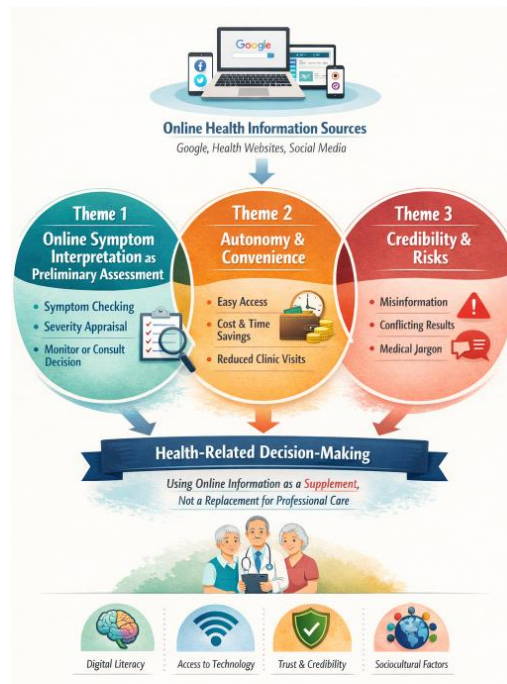 Google
Online Health Information Sources
Google, Health Websites, Social Media
Theme 1
Online Symptom
Interpretation as
Preliminary Assessment
• Symptom Checking
• Severity Appraisal
• Monitor or Consult
Decision
Theme 2
Autonomy &
Convenience
• Easy Access
• Cost & Time
Savings
• Reduced Clinic Visits
Theme 3
Credibility &
Risks
• Misinformation
• Conflicting Results
• Medical Jargon
Health-Related Decision-Making
Using Online Information as a Supplement,
Not a Replacement for Professional Care
Digital Literacy
Access to Technology
Trust & Credibility
Sociocultural Factors